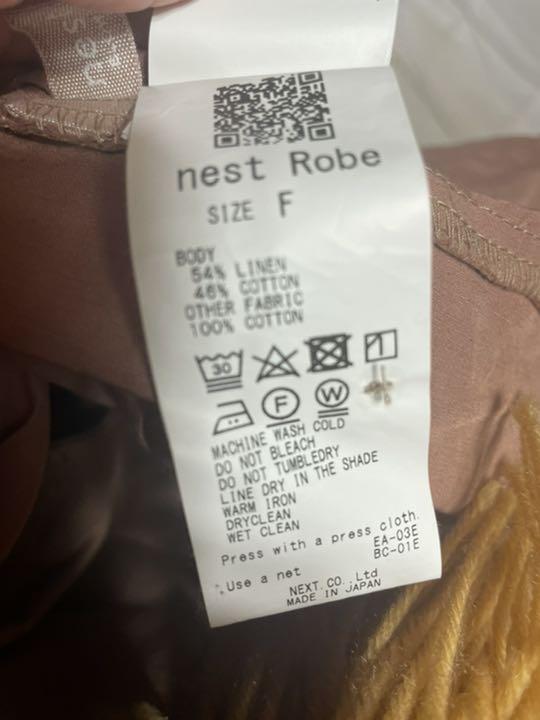 nest Robe
SIZE F
BODY
54% LINEN
46% COTTON
OTHER FABRIC
100% COTTON
30
F
W
MACHINE WASH COLD
DO NOT BLEACH
DO NOT TUMBLEDRY
LINE DRY IN THE SHADE
WARM IRON
DRYCLEAN
WET CLEAN
Press with a press cloth.
EA-03E
BC-01E
Use a net
NEXT. CO., Ltd
MADE IN JAPAN